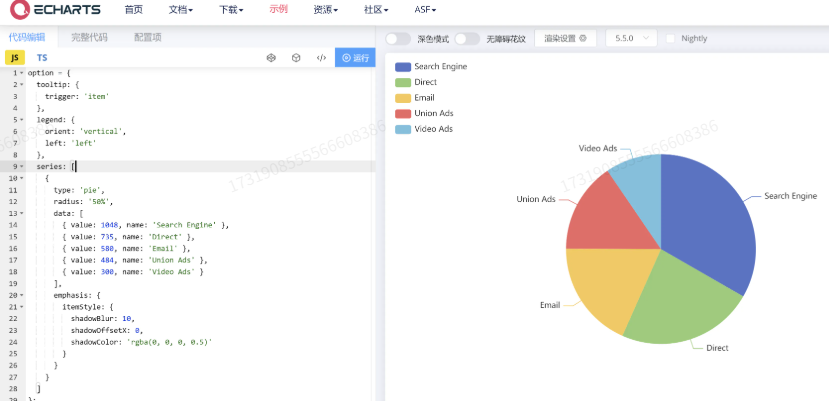 ECHARTS 首页 文档 下载 示例 资源 社区 ASF
代码编辑 完整代码 配置项
深色模式 无障碍花纹 渲染设置 5.5.0 Nightly
JS TS </> 运行
1 option = {
2 tooltip: {
3 trigger: 'item'
4 },
5 legend: {
6 orient: 'vertical',
7 left: 'left'
8 },
9 series: [
10 {
11 type: 'pie',
12 radius: '50%',
13 data: [
14 { value: 1048, name: 'Search Engine' },
15 { value: 735, name: 'Direct' },
16 { value: 580, name: 'Email' },
17 { value: 484, name: 'Union Ads' },
18 { value: 300, name: 'Video Ads' }
19 ],
20 emphasis: {
21 itemStyle: {
22 shadowBlur: 10,
23 shadowOffsetX: 0,
24 shadowColor: 'rgba(0, 0, 0, 0.5)'
25 }
26 }
27 }
28 ]
};
Search Engine
Direct
Email
Union Ads
Video Ads
Video Ads
Search Engine
Union Ads
Email
Direct